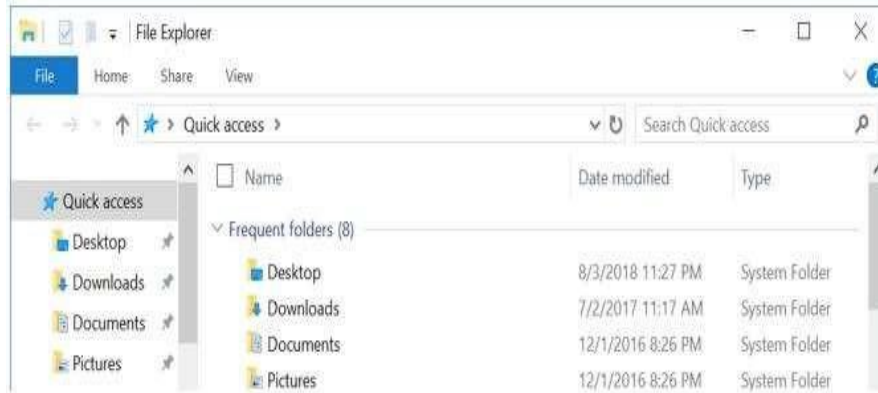 File Explorer
File Home Share View ?
Quick access Search Quick access
Name Date modified Type
Quick access
Frequent folders (8)
Desktop
Desktop 8/3/2018 11:27 PM System Folder
Downloads
Downloads 7/2/2017 11:17 AM System Folder
Documents
Documents 12/1/2016 8:26 PM System Folder
Pictures
Pictures 12/1/2016 8:26 PM System Folder